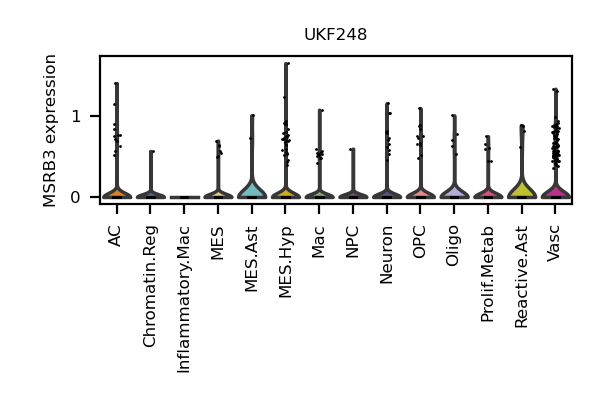 UKF248
MSRB3 expression
1
0
AC
Chromatin.Reg
Inflammatory.Mac
MES
MES.Ast
MES.Hyp
Mac
NPC
Neuron
OPC
Oligo
Prolif.Metab
Reactive.Ast
Vasc